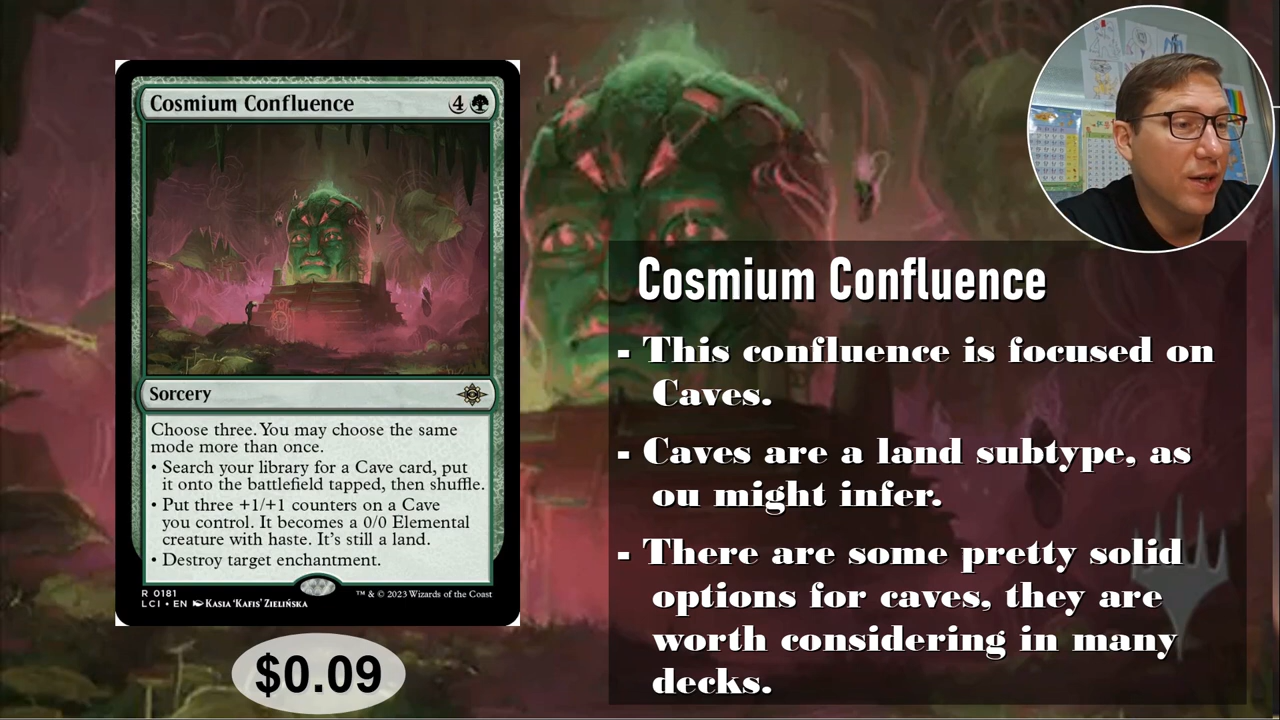 Cosmium Confluence 4
Sorcery
Choose three. You may choose the same
mode more than once.
• Search your library for a Cave card, put
it onto the battlefield tapped, then shuffle.
• Put three +1/+1 counters on a Cave
you control. It becomes a 0/0 Elemental
creature with haste. It's still a land.
• Destroy target enchantment.
R 0181
LCI • EN Kasia 'Kafis' Zielińska
™ & © 2023 Wizards of the Coast
$0.09
Cosmium Confluence
- This confluence is focused on
Caves.
- Caves are a land subtype, as
ou might infer.
- There are some pretty solid
options for caves, they are
worth considering in many
decks.